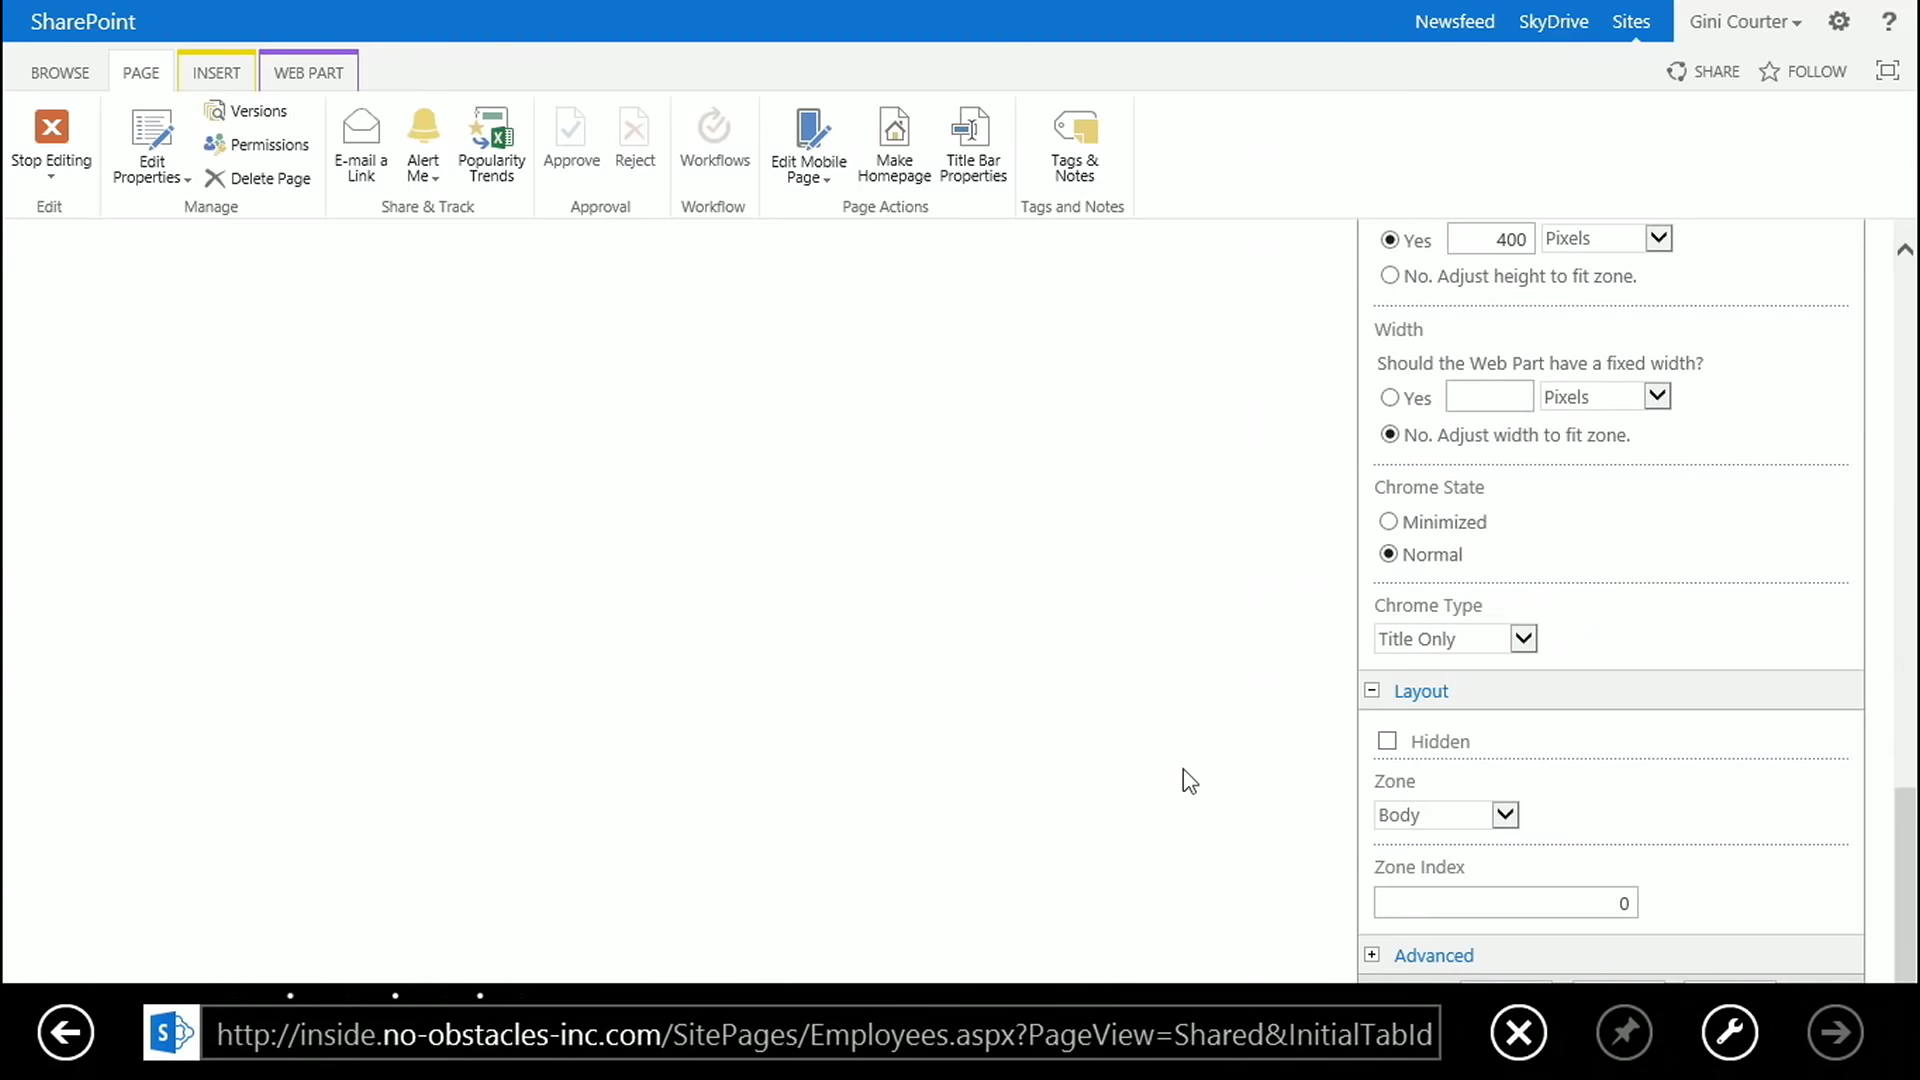 SharePoint
Newsfeed SkyDrive Sites Gini Courter ?
BROWSE PAGE INSERT WEB PART SHARE FOLLOW
Stop Editing
Edit Properties
Versions
Permissions
Delete Page
E-mail a Link
Alert Me
Popularity Trends
Approve
Reject
Workflows
Edit Mobile Page
Make Homepage
Title Bar Properties
Tags & Notes
Edit Manage Share & Track Approval Workflow Page Actions Tags and Notes
Yes 400 Pixels
No. Adjust height to fit zone.
Width
Should the Web Part have a fixed width?
Yes Pixels
No. Adjust width to fit zone.
Chrome State
Minimized
Normal
Chrome Type
Title Only
Layout
Hidden
Zone
Body
Zone Index
0
Advanced
http://inside.no-obstacles-inc.com/SitePages/Employees.aspx?PageView=Shared&InitialTabId